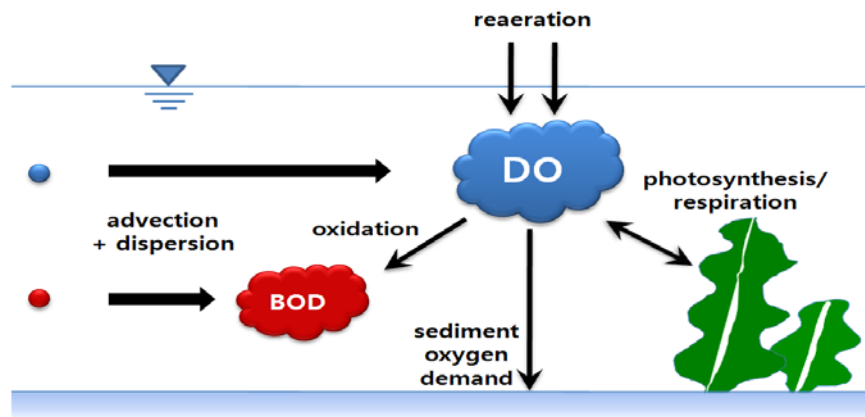 reaeration
DO
photosynthesis/
respiration
advection
+ dispersion
oxidation
BOD
sediment
oxygen
demand